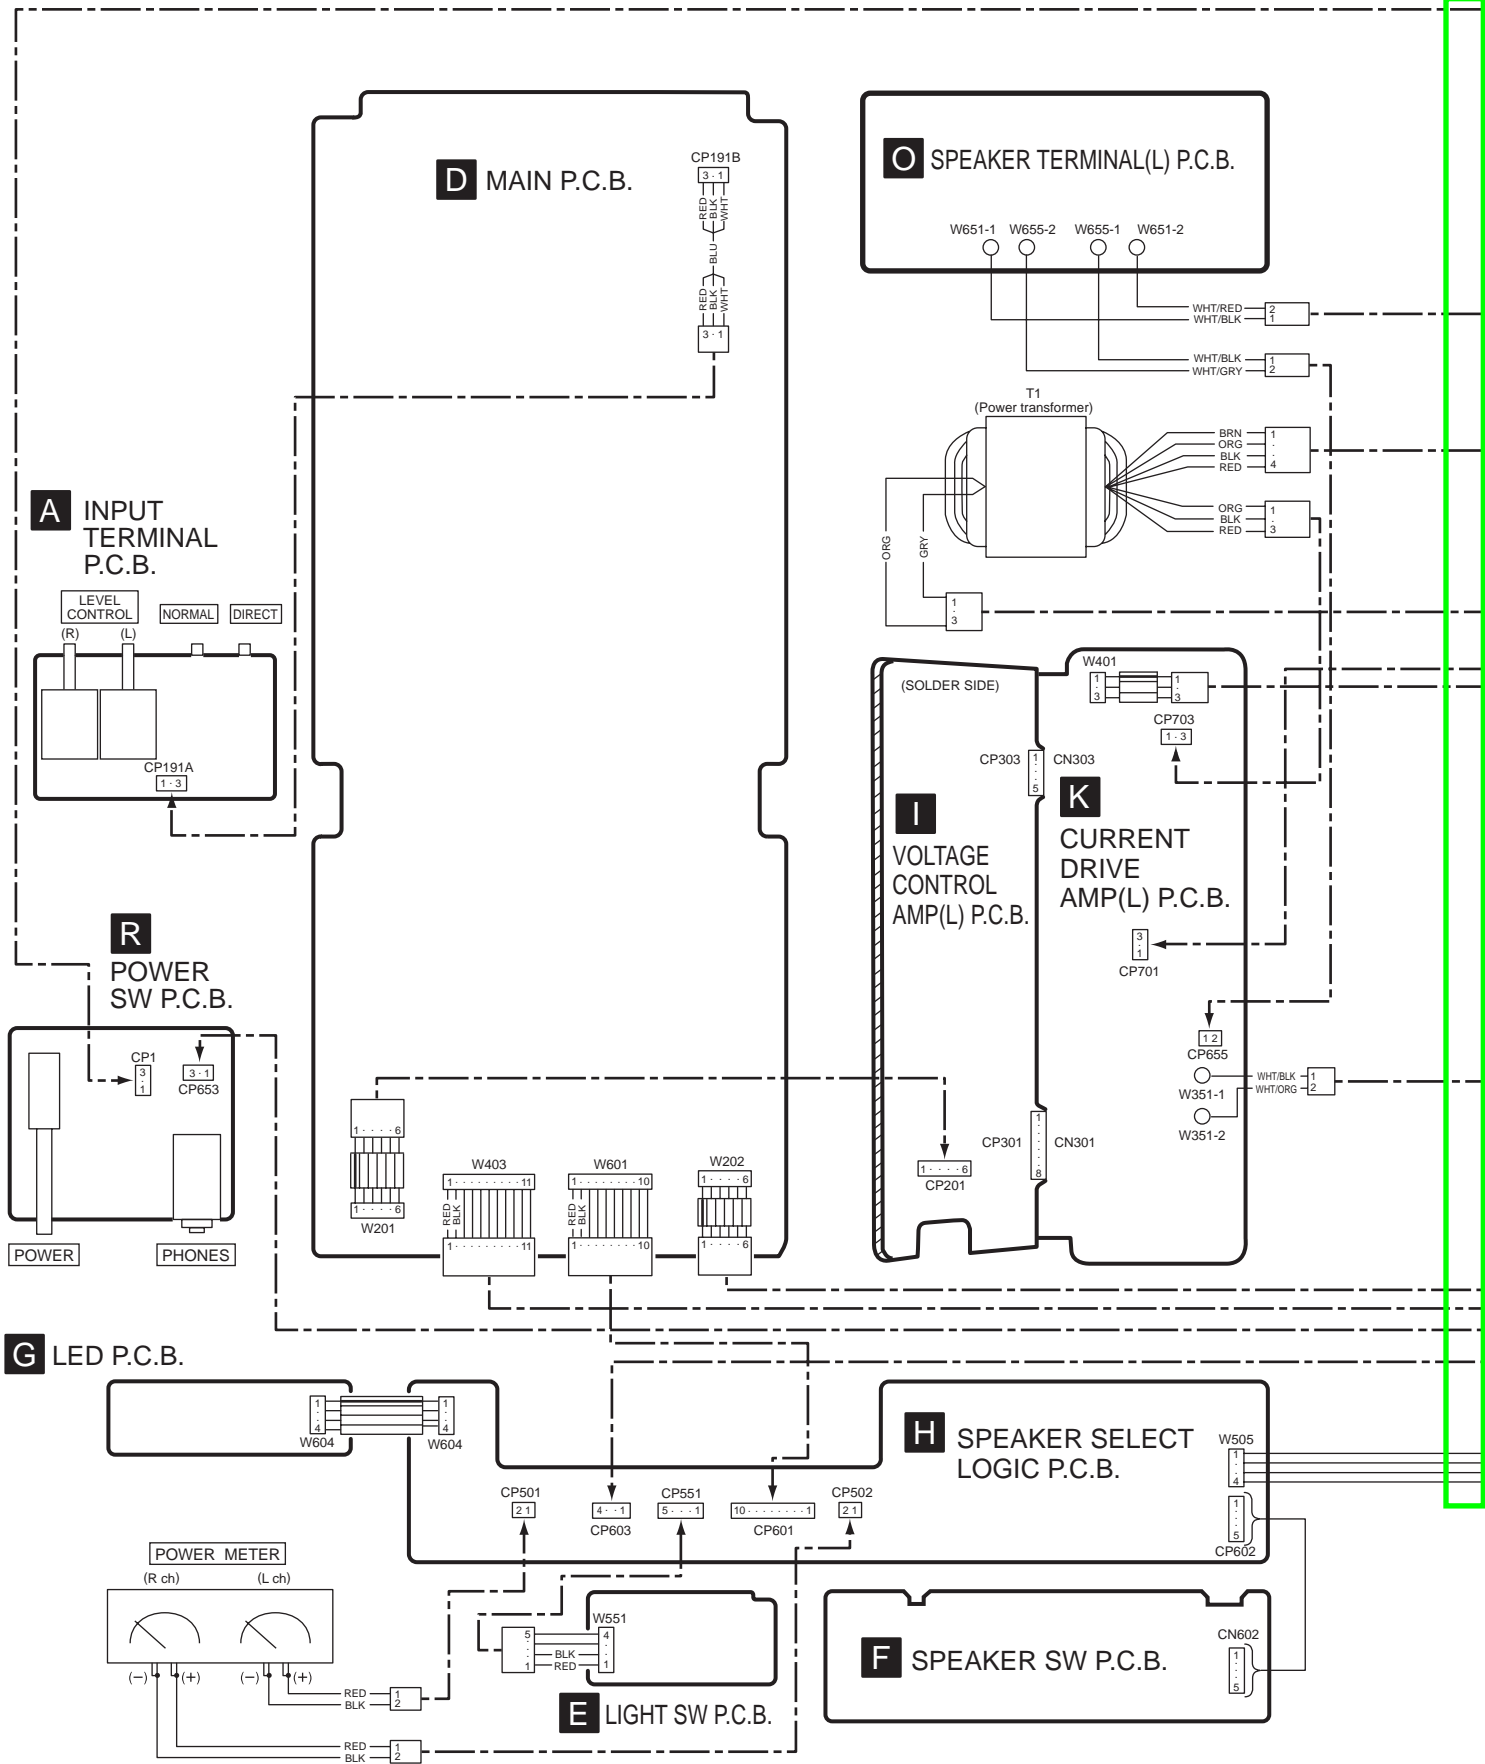 D MAIN P.C.B.
CP191B
3 · 1
RED
BLK
WHT
BLU
RED
BLK
WHT
3 · 1
O SPEAKER TERMINAL(L) P.C.B.
W651-1 W655-2 W655-1 W651-2
WHT/RED 2
WHT/BLK 1
WHT/BLK 1
WHT/GRY 2
T1
(Power transformer)
BRN 1
ORG ·
BLK ·
RED 4
ORG 1
BLK ·
RED 3
ORG
GRY
1
·
3
A INPUT
TERMINAL
P.C.B.
LEVEL
CONTROL
NORMAL DIRECT
(R) (L)
CP191A
1 · 3
(SOLDER SIDE)
W401
1 · 3
1 · 3
CP703
1 · 3
CP303 1 · · · 5 CN303
I
VOLTAGE
CONTROL
AMP(L) P.C.B.
K
CURRENT
DRIVE
AMP(L) P.C.B.
3 · 1
CP701
1 2
CP655
W351-1
WHT/BLK 1
WHT/ORG 2
W351-2
CP301 1 · · · · · · 8 CN301
1 · · · · 6
CP201
R
POWER
SW P.C.B.
CP1
3 · 1
3 · 1
CP653
POWER PHONES
1 · · · · 6
1 · · · · 6
W201
W403
1 · · · · · · · · · 11
RED
BLK
1 · · · · · · · · · 11
W601
1 · · · · · · · · 10
RED
BLK
1 · · · · · · · · 10
W202
1 · · · · 6
1 · · · · 6
G LED P.C.B.
1 · · 4
W604
1 · · 4
W604
H SPEAKER SELECT
LOGIC P.C.B.
W505
1 · · 4
1 · · · 5
CP602
CP501
2 1
4 · · 1
CP603
CP551
5 · · · 1
10 · · · · · · · · 1
CP601
CP502
2 1
POWER METER
(R ch) (L ch)
(−) (+) (−) (+)
RED 1
BLK 2
RED 1
BLK 2
W551
5 · · · 1
BLK
RED
4 · · 1
E LIGHT SW P.C.B.
F SPEAKER SW P.C.B.
CN602
1 · · · 5